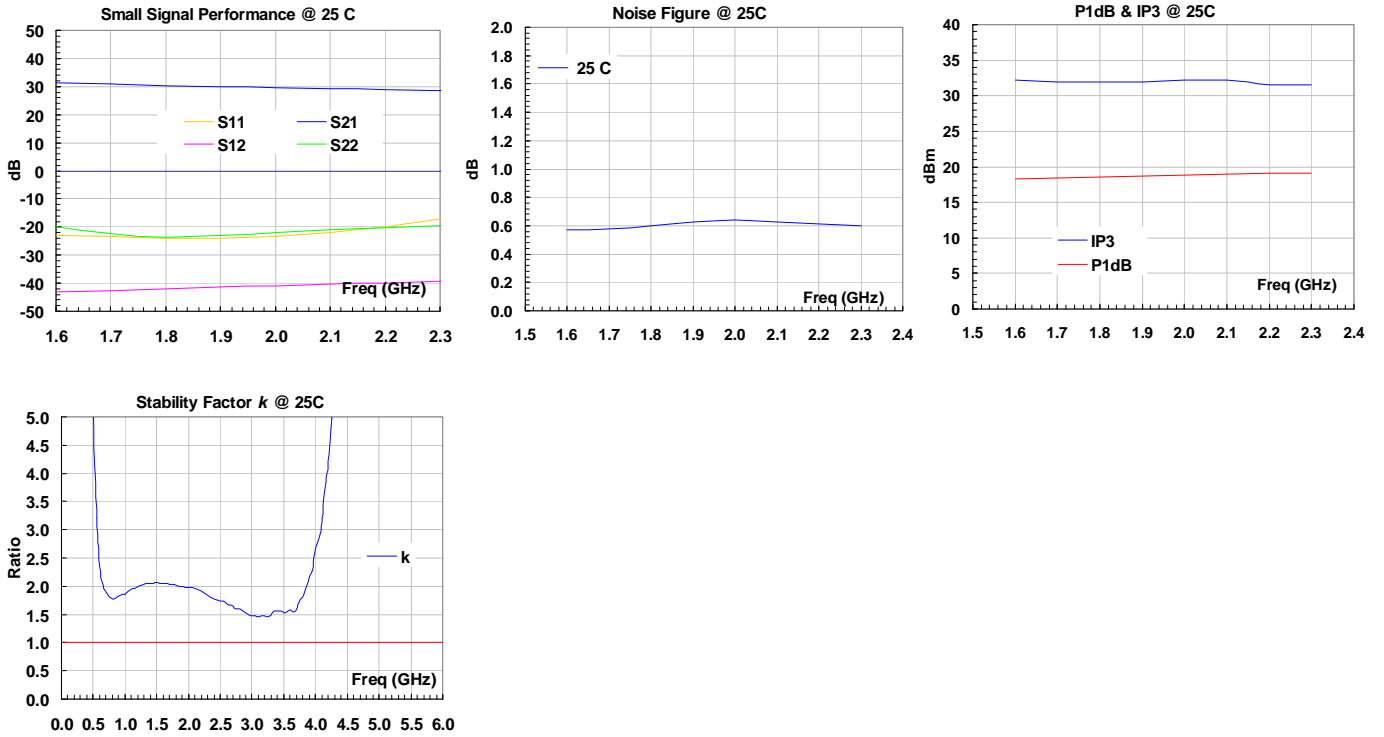 Small Signal Performance @ 25 C
50
40
30
20
10
0
-10
-20
-30
-40
-50
dB
S11
S21
S12
S22
Freq (GHz)
1.6 1.7 1.8 1.9 2.0 2.1 2.2 2.3
Noise Figure @ 25C
2.0
1.8
1.6
1.4
1.2
1.0
0.8
0.6
0.4
0.2
0.0
dB
25 C
Freq (GHz)
1.5 1.6 1.7 1.8 1.9 2.0 2.1 2.2 2.3 2.4
P1dB & IP3 @ 25C
40
35
30
25
20
15
10
5
0
dBm
IP3
P1dB
Freq (GHz)
1.5 1.6 1.7 1.8 1.9 2.0 2.1 2.2 2.3 2.4
Stability Factor k @ 25C
5.0
4.5
4.0
3.5
3.0
2.5
2.0
1.5
1.0
0.5
0.0
Ratio
k
Freq (GHz)
0.0 0.5 1.0 1.5 2.0 2.5 3.0 3.5 4.0 4.5 5.0 5.5 6.0